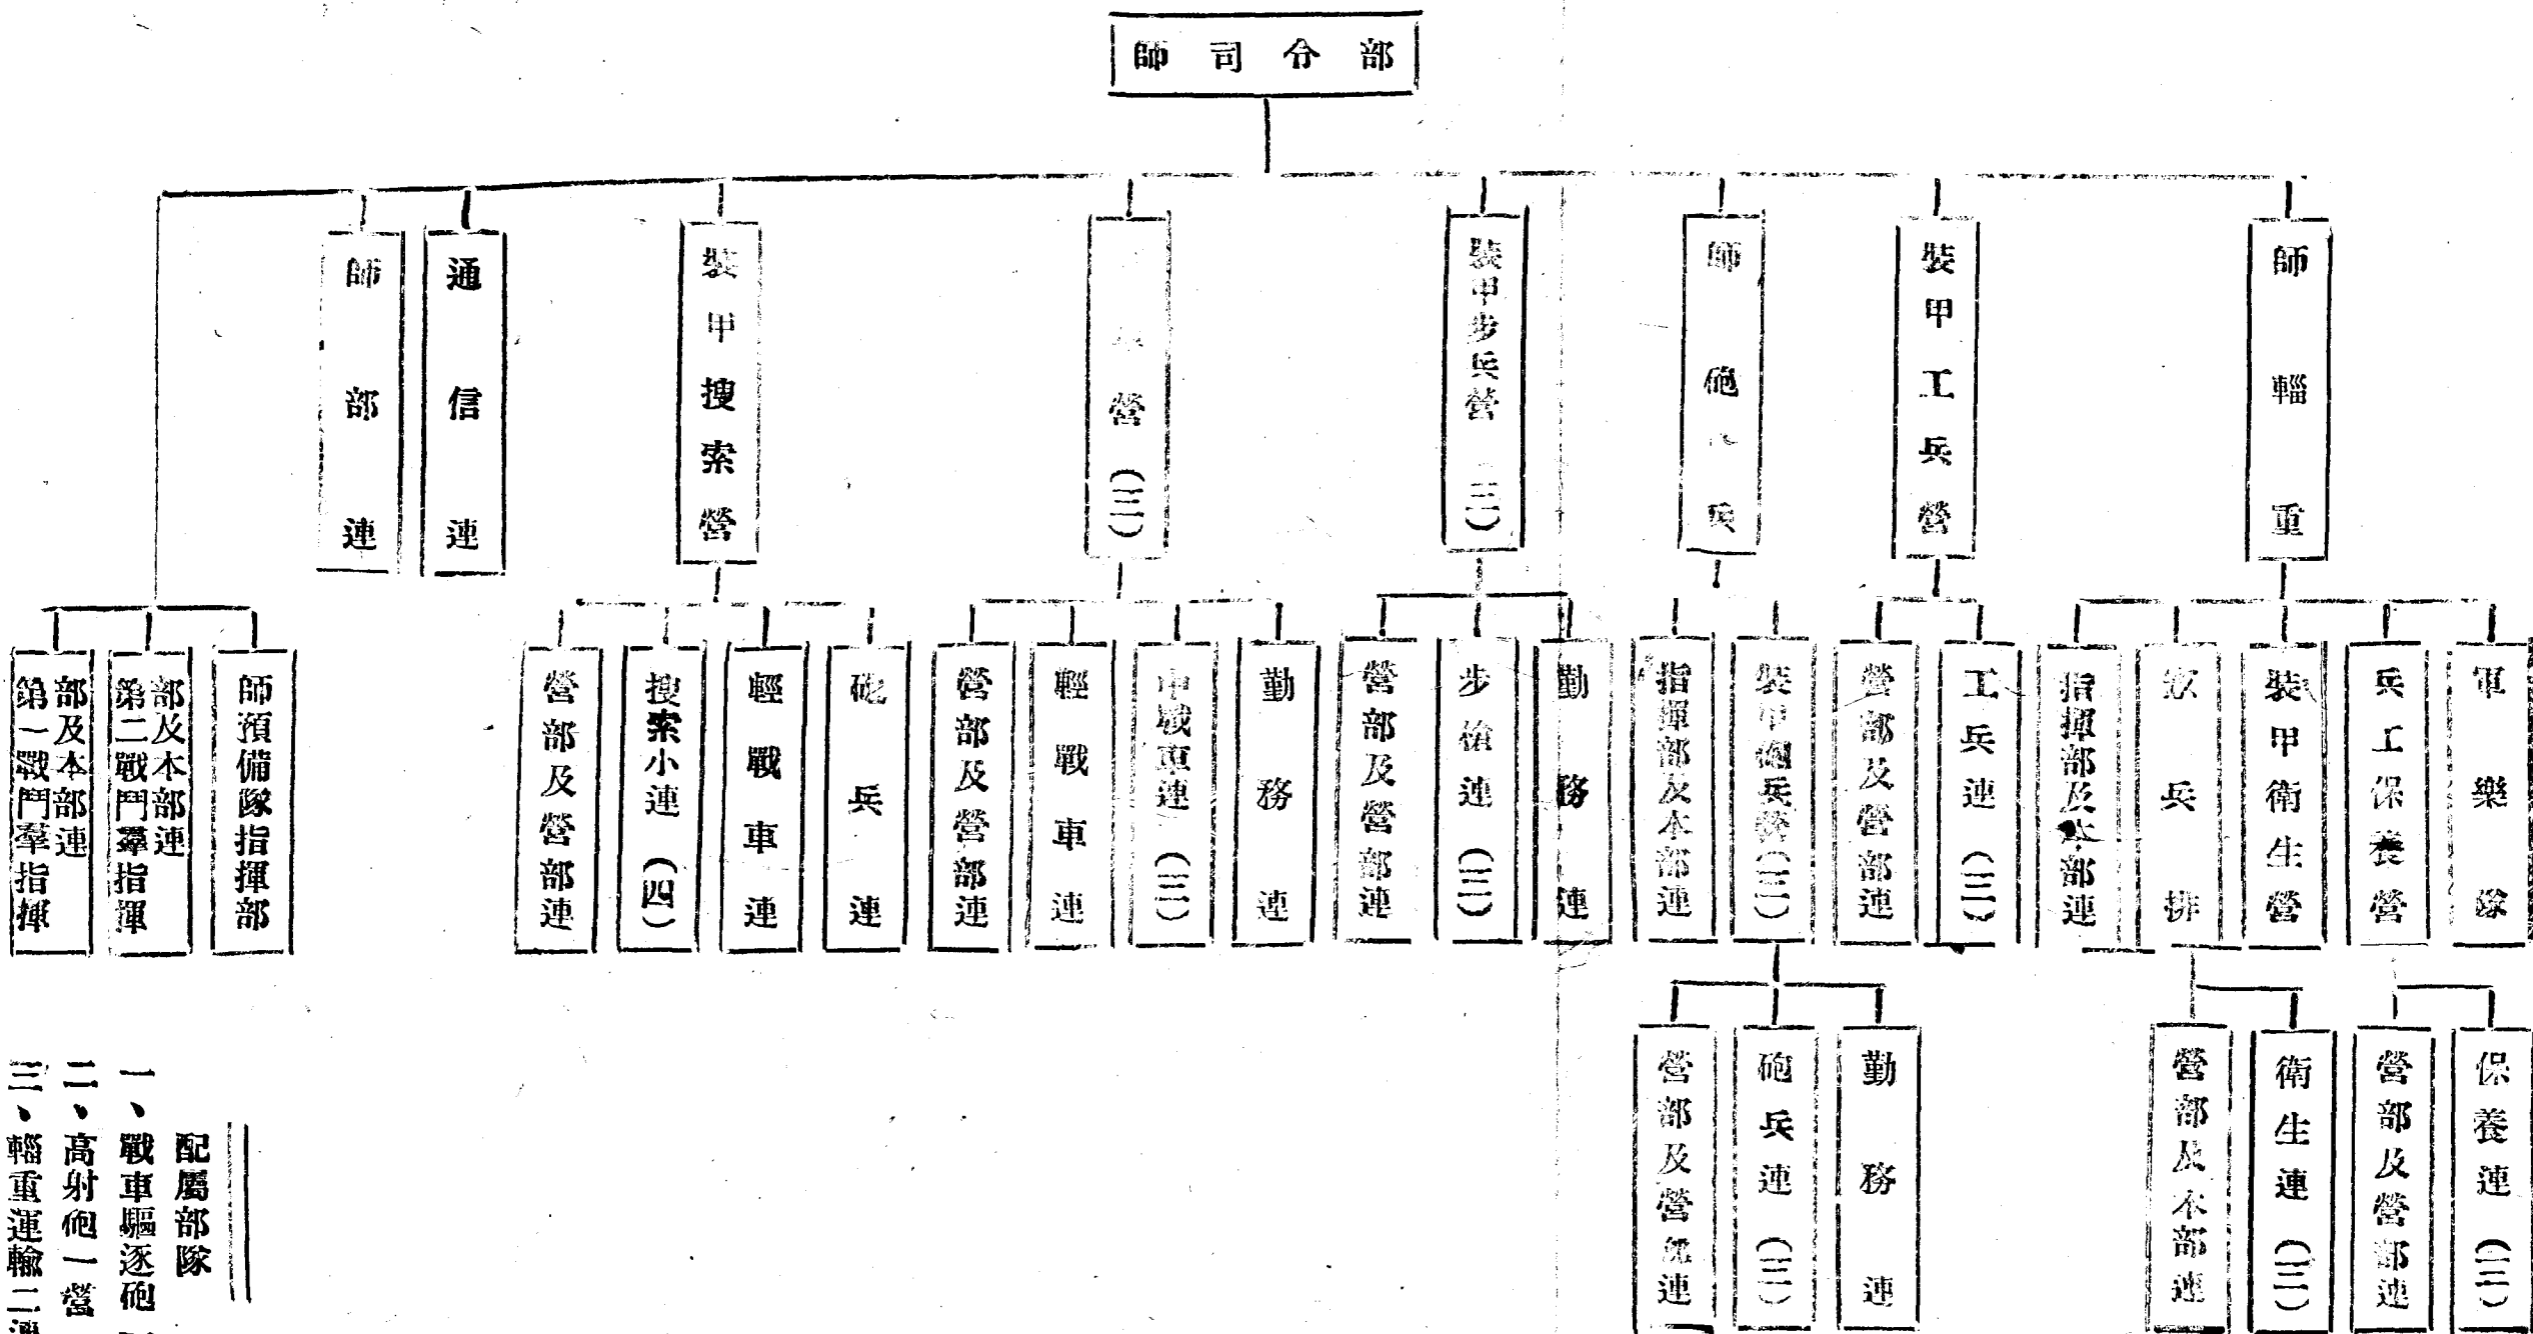 師司令部
師部連
通信連
裝甲搜索營
營（三）
裝甲步兵營（三）
師砲兵
裝甲工兵營
師輜重
第一戰鬥羣指揮部及本部連
第二戰鬥羣指揮部及本部連
師預備隊指揮部
營部及營部連
搜索小連（四）
輕戰車連
砲兵連
營部及營部連
輕戰車連
中戰車連（三）
勤務連
營部及營部連
步槍連（三）
勤務連
指揮部及本部連
裝甲砲兵營（三）
營部及營部連
工兵連（三）
指揮部及本部連
兵排
裝甲衛生營
兵工保養營
軍樂隊
營部及營部連
砲兵連（三）
勤務連
營部及本部連
衛生連（三）
營部及營部連
保養連（三）
配屬部隊
一、戰車驅逐砲
二、高射砲一營
三、輜重運輸二連